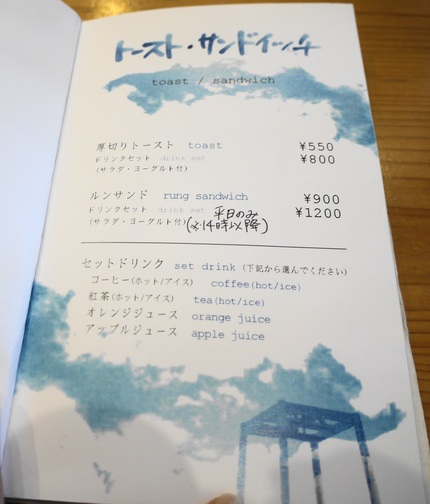 トースト・サンドイッチ
toast / sandwich
厚切りトースト toast ¥550
ドリンクセット drink set ¥800
(サラダ・ヨーグルト付)
ルンサンド rung sandwich ¥900
ドリンクセット drink set 平日のみ ¥1200
(サラダ・ヨーグルト付) (※14時以降)
セットドリンク set drink (下記から選んでください)
コーヒー(ホット/アイス) coffee(hot/ice)
紅茶(ホット/アイス) tea(hot/ice)
オレンジジュース orange juice
アップルジュース apple juice